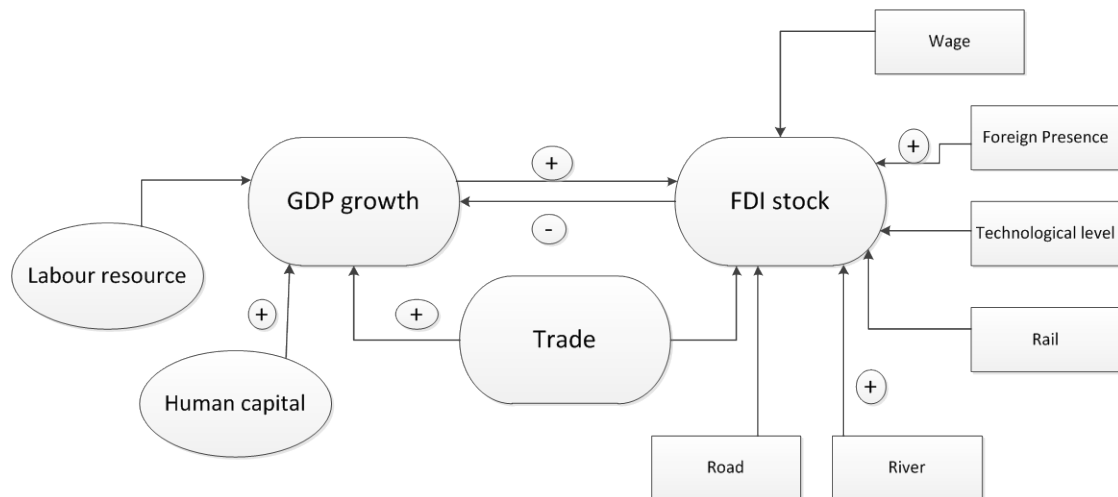 Wage
+
Foreign Presence
+
GDP growth
FDI stock
-
Technological level
Labour resource
+
+
Trade
Rail
Human capital
+
Road
River